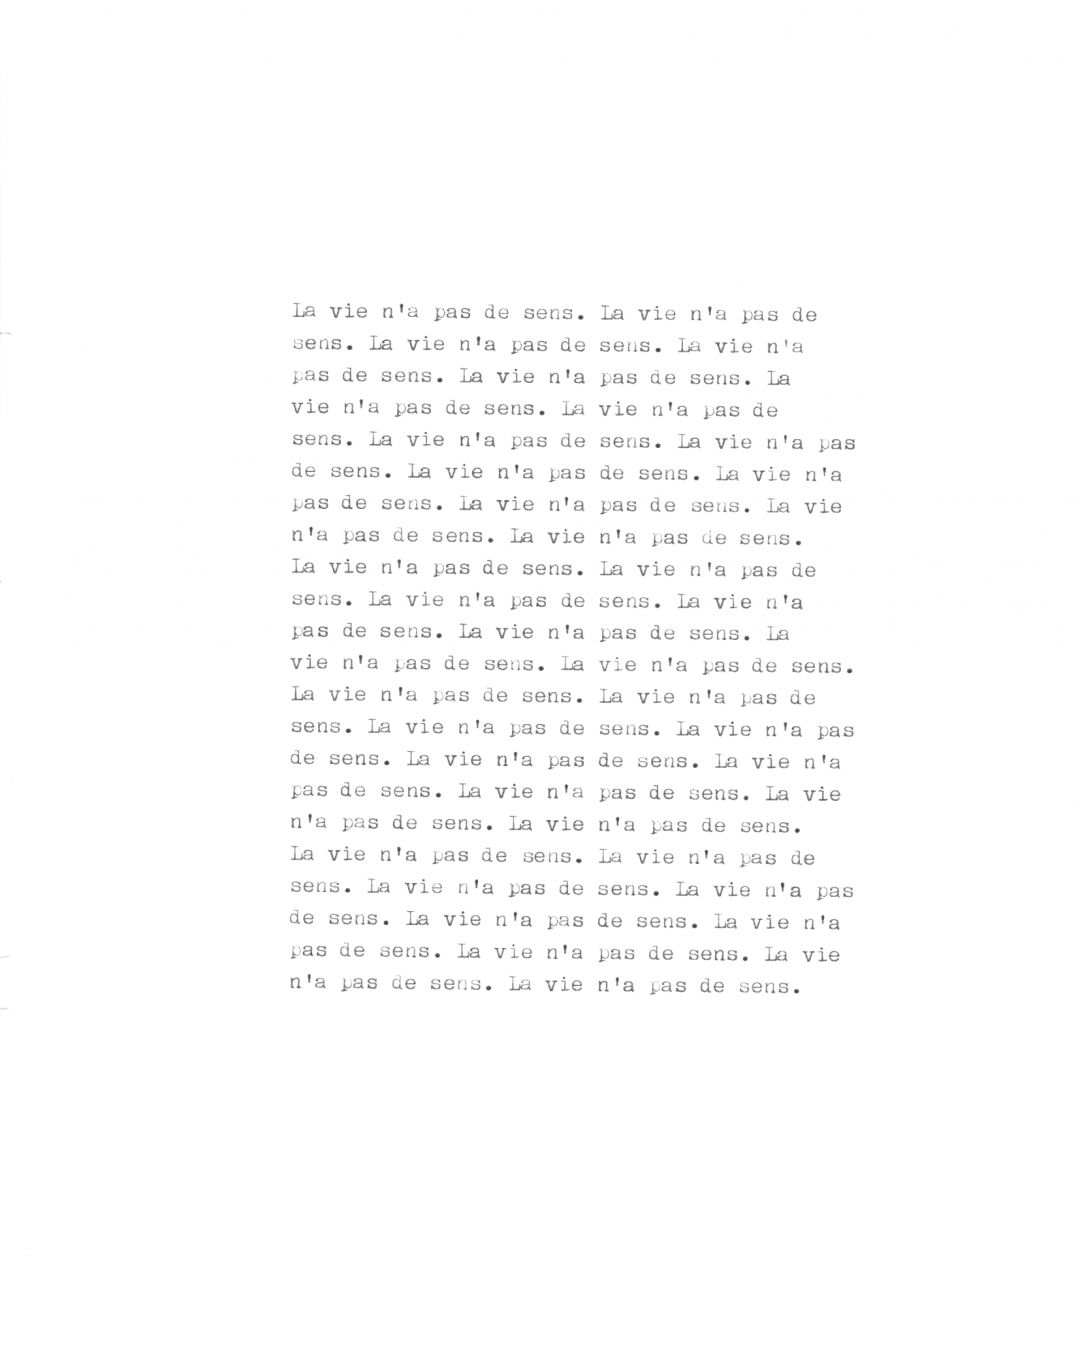 La vie n'a pas de sens. La vie n'a pas de
sens. La vie n'a pas de sens. La vie n'a
pas de sens. La vie n'a pas de sens. La
vie n'a pas de sens. La vie n'a pas de
sens. La vie n'a pas de sens. La vie n'a pas
de sens. La vie n'a pas de sens. La vie n'a
pas de sens. La vie n'a pas de sens. La vie
n'a pas de sens. La vie n'a pas de sens.
La vie n'a pas de sens. La vie n'a pas de
sens. La vie n'a pas de sens. La vie n'a
pas de sens. La vie n'a pas de sens. La
vie n'a pas de sens. La vie n'a pas de sens.
La vie n'a pas de sens. La vie n'a pas de
sens. La vie n'a pas de sens. La vie n'a pas
de sens. La vie n'a pas de sens. La vie n'a
pas de sens. La vie n'a pas de sens. La vie
n'a pas de sens. La vie n'a pas de sens.
La vie n'a pas de sens. La vie n'a pas de
sens. La vie n'a pas de sens. La vie n'a pas
de sens. La vie n'a pas de sens. La vie n'a
pas de sens. La vie n'a pas de sens. La vie
n'a pas de sens. La vie n'a pas de sens.